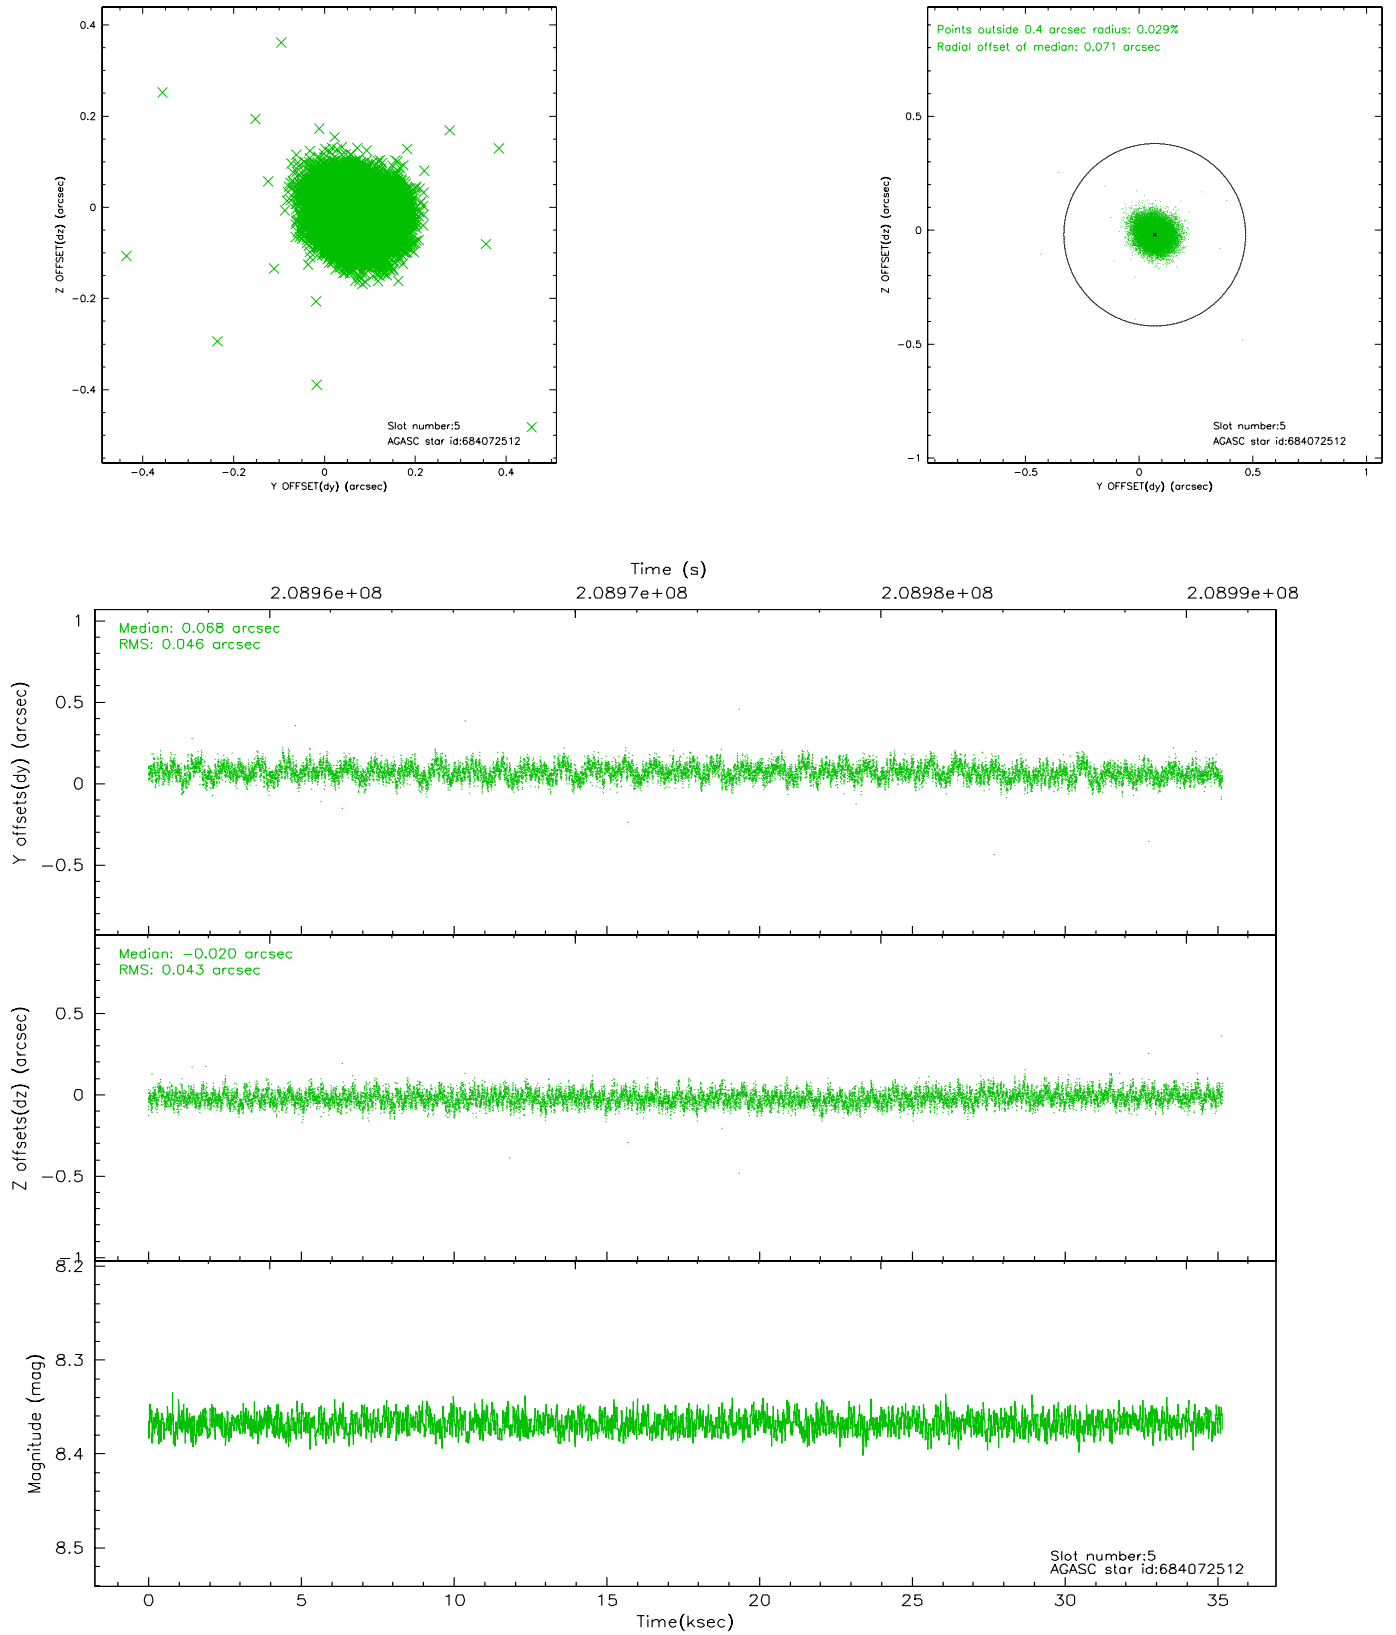 0.4
0.2
0
−0.2
−0.4
Z OFFSET(dz) (arcsec)
Slot number:5
AGASC star id:684072512
−0.4
−0.2
0
0.2
0.4
Y OFFSET(dy) (arcsec)
Points outside 0.4 arcsec radius: 0.029%
Radial offset of median: 0.071 arcsec
0.5
0
−0.5
−1
Z OFFSET(dz) (arcsec)
Slot number:5
AGASC star id:684072512
−0.5
0
0.5
1
Y OFFSET(dy) (arcsec)
Time (s)
2.0896e+08
2.0897e+08
2.0898e+08
2.0899e+08
Median: 0.068 arcsec
RMS: 0.046 arcsec
1
0.5
0
−0.5
Y offsets(dy) (arcsec)
Median: −0.020 arcsec
RMS: 0.043 arcsec
0.5
0
−0.5
−1
Z offsets(dz) (arcsec)
8.2
8.3
8.4
8.5
Magnitude (mag)
Slot number:5
AGASC star id:684072512
0
5
10
15
20
25
30
35
Time(ksec)